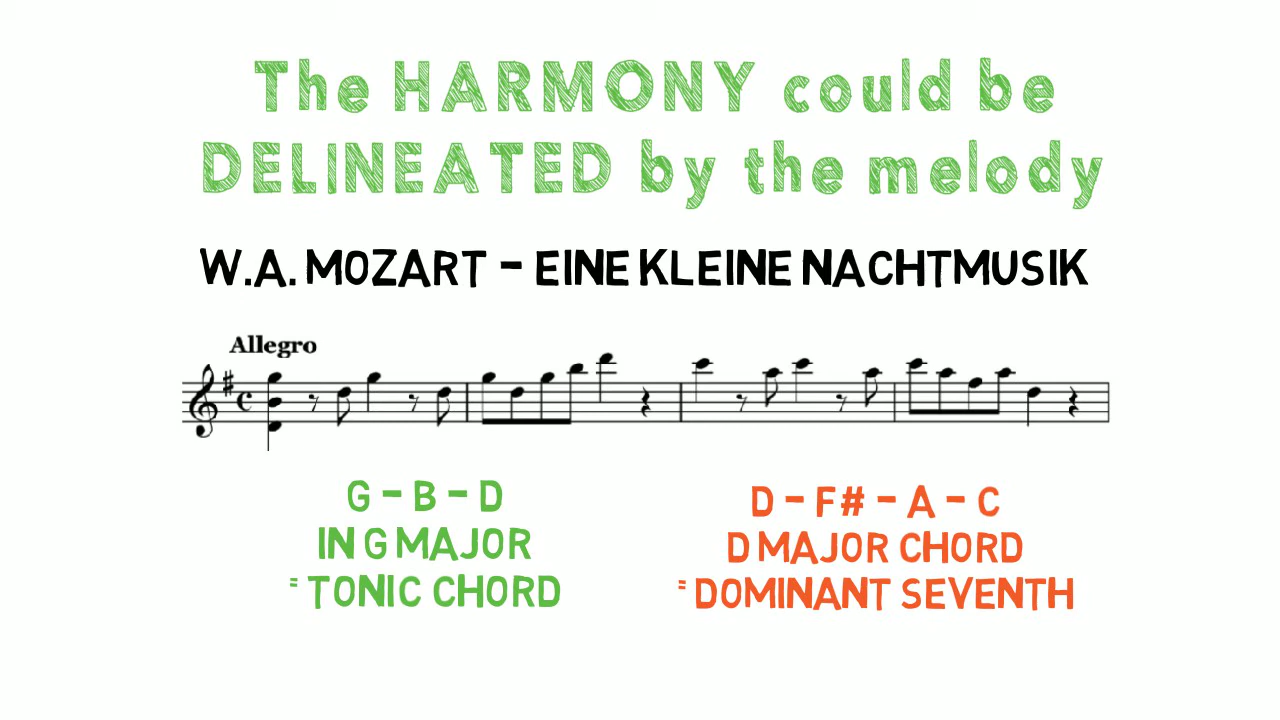 The HARMONY could be
DELINEATED by the melody
W.A. MOZART - EINE KLEINE NACHTMUSIK
Allegro
G - B - D
IN G MAJOR
= TONIC CHORD
D - F# - A - C
D MAJOR CHORD
= DOMINANT SEVENTH